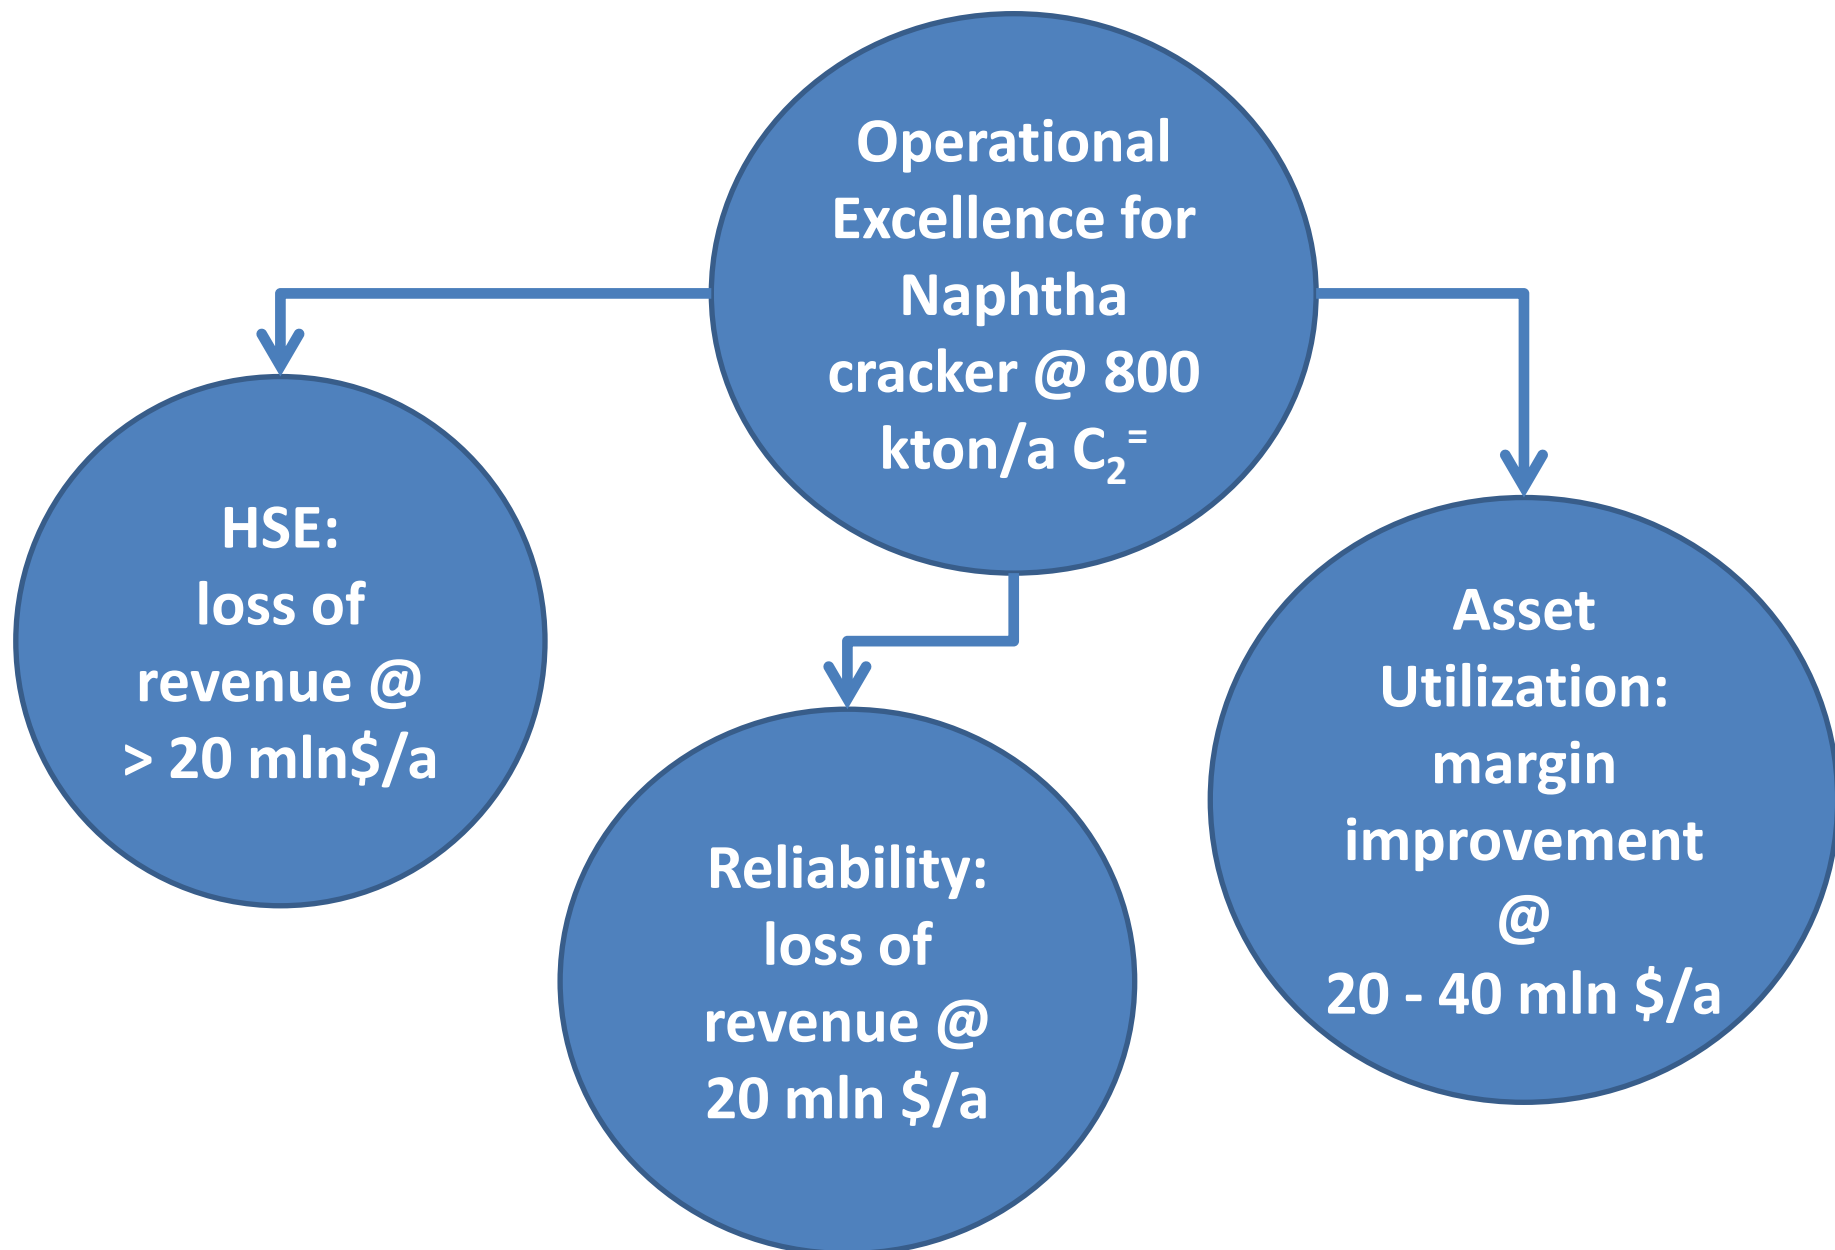 Operational
Excellence for
Naphtha
cracker @ 800
kton/a C₂⁼
HSE:
loss of
revenue @
> 20 mln$/a
Reliability:
loss of
revenue @
20 mln $/a
Asset
Utilization:
margin
improvement
@
20 - 40 mln $/a